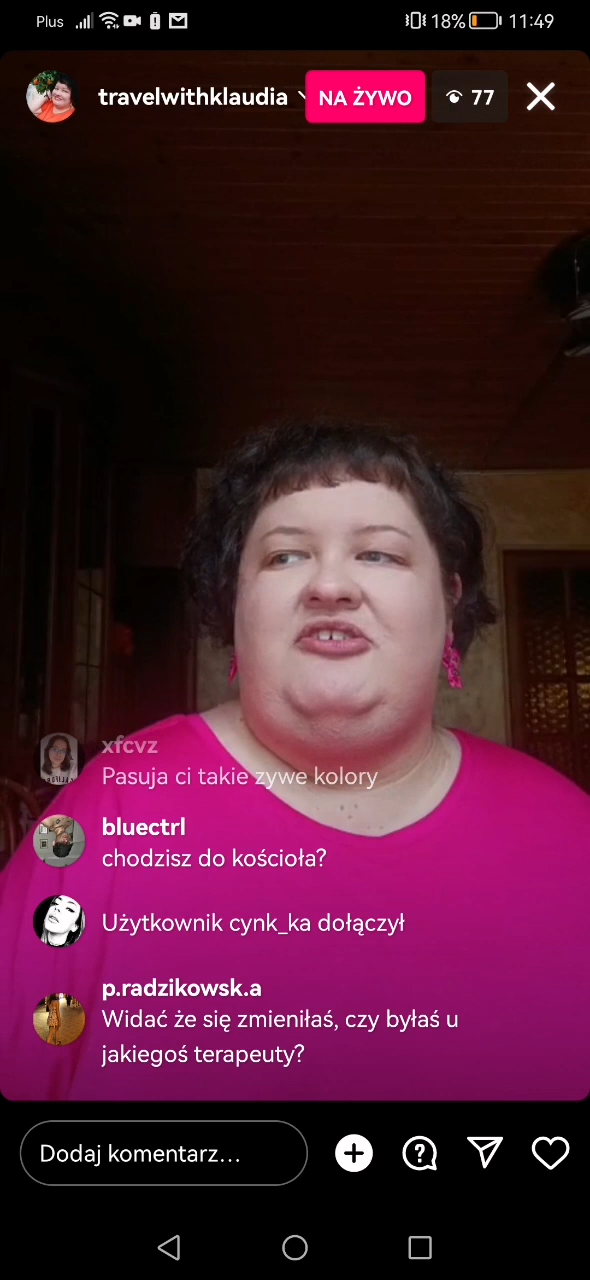 Plus 18% 11:49
travelwithklaudia NA ŻYWO 77
xfcvz
Pasuja ci takie zywe kolory
bluectrl
chodzisz do kościoła?
Użytkownik cynk_ka dołączył
p.radzikowsk.a
Widać że się zmieniłaś, czy byłaś u
jakiegoś terapeuty?
Dodaj komentarz...